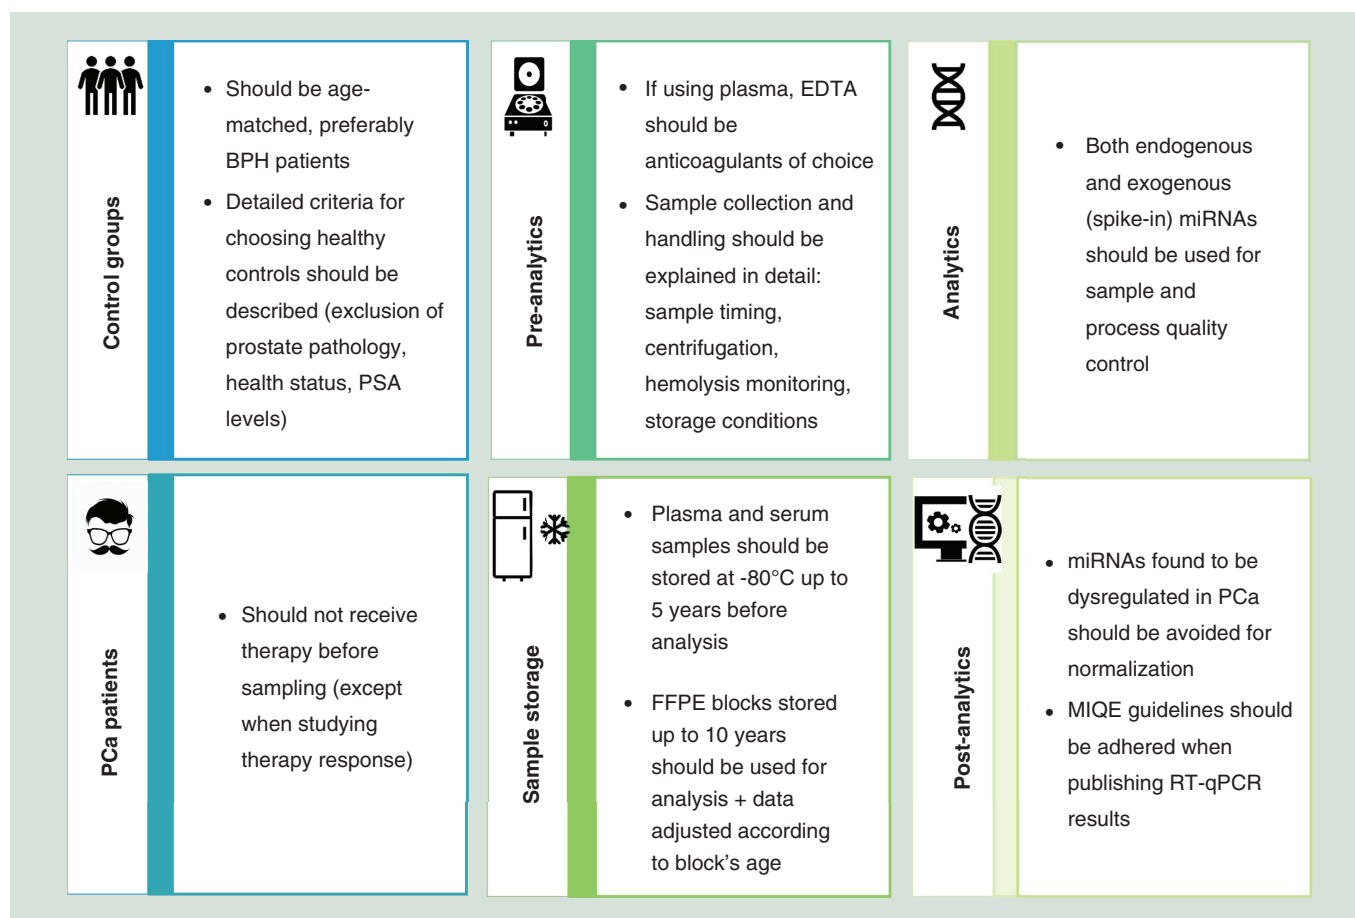 Control groups
• Should be age-
matched, preferably
BPH patients
• Detailed criteria for
choosing healthy
controls should be
described (exclusion of
prostate pathology,
health status, PSA
levels)
Pre-analytics
• If using plasma, EDTA
should be
anticoagulants of choice
• Sample collection and
handling should be
explained in detail:
sample timing,
centrifugation,
hemolysis monitoring,
storage conditions
Analytics
• Both endogenous
and exogenous
(spike-in) miRNAs
should be used for
sample and
process quality
control
PCa patients
• Should not receive
therapy before
sampling (except
when studying
therapy response)
Sample storage
• Plasma and serum
samples should be
stored at -80°C up to
5 years before
analysis
• FFPE blocks stored
up to 10 years
should be used for
analysis + data
adjusted according
to block's age
Post-analytics
• miRNAs found to be
dysregulated in PCa
should be avoided for
normalization
• MIQE guidelines should
be adhered when
publishing RT-qPCR
results